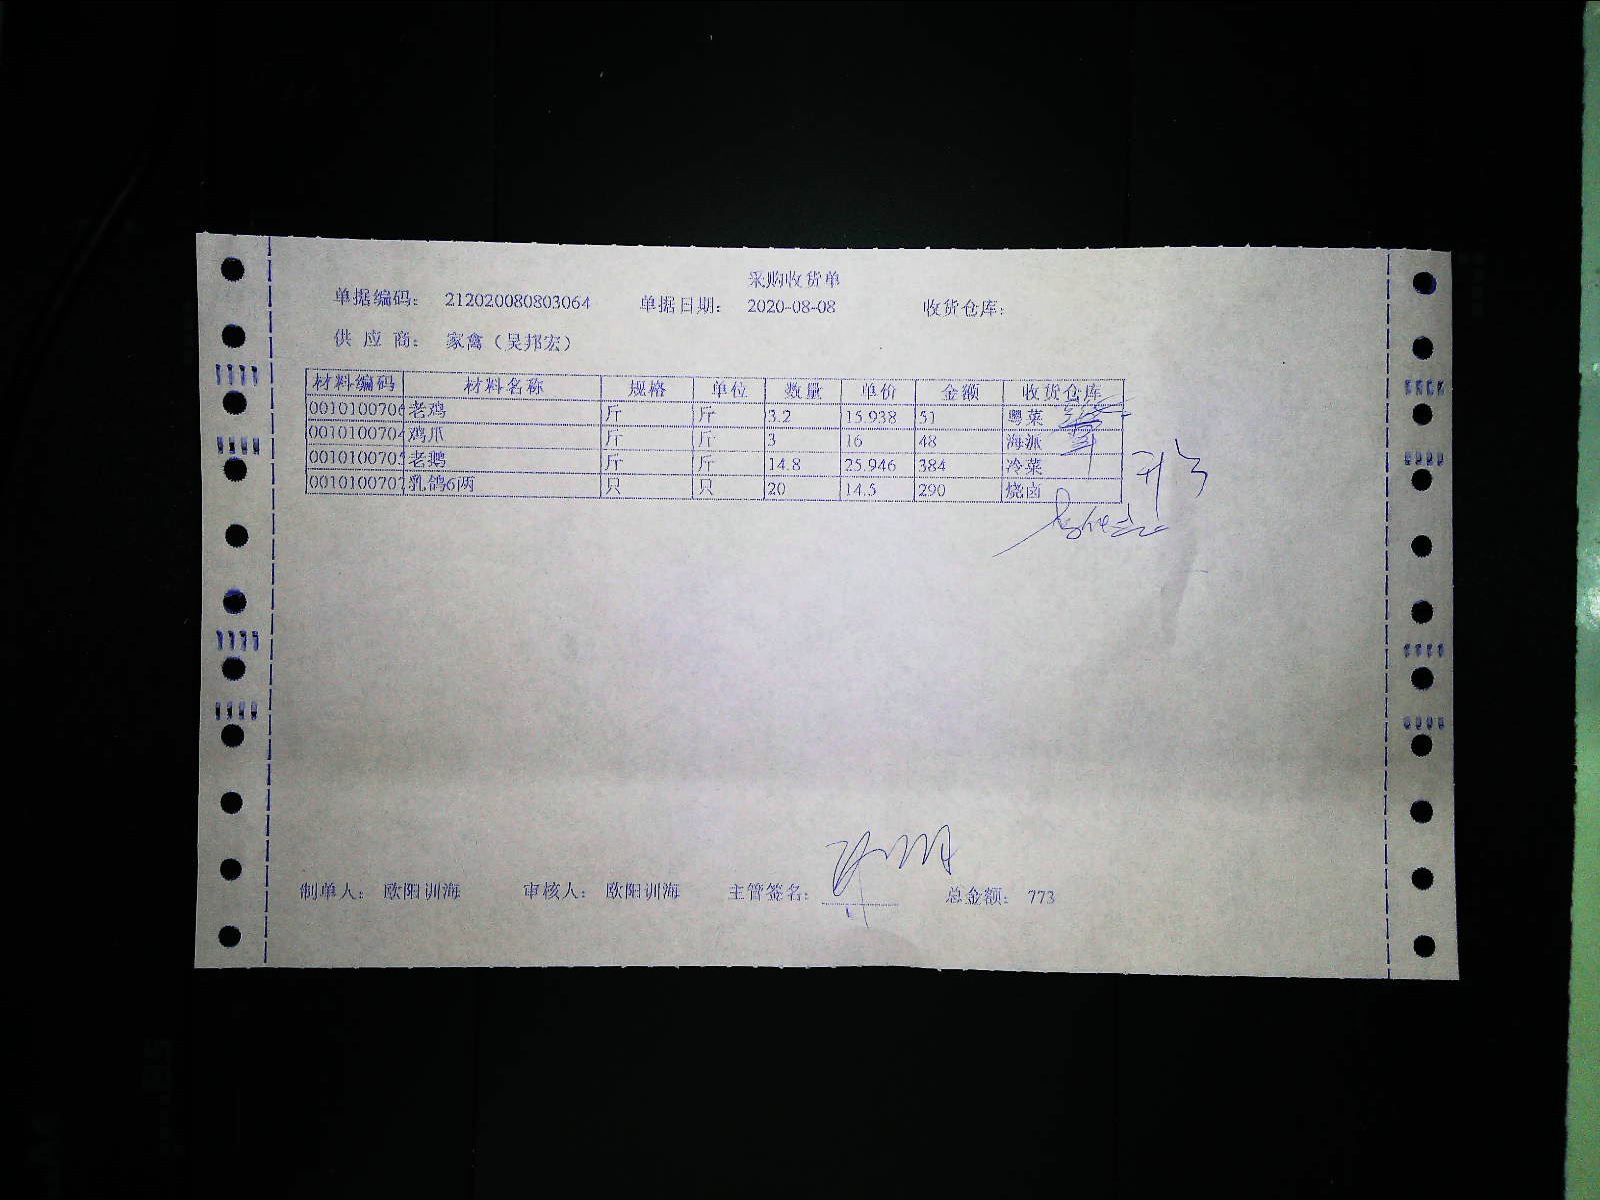 采购收货单
单据编码: 212020080803064 单据日期: 2020-08-08 收货仓库:
供 应 商: 家禽（吴邦宏）
材料编码 材料名称 规格 单位 数量 单价 金额 收货仓库
0010100706 老鸡 斤 斤 3.2 15.938 51 粤菜
0010100704 鸡爪 斤 斤 3 16 48 海派
0010100705 老鹅 斤 斤 14.8 25.946 384 冷菜
0010100707 乳鸽6两 只 只 20 14.5 290 烧卤
制单人: 欧阳训海 审核人: 欧阳训海 主管签名: 总金额: 773